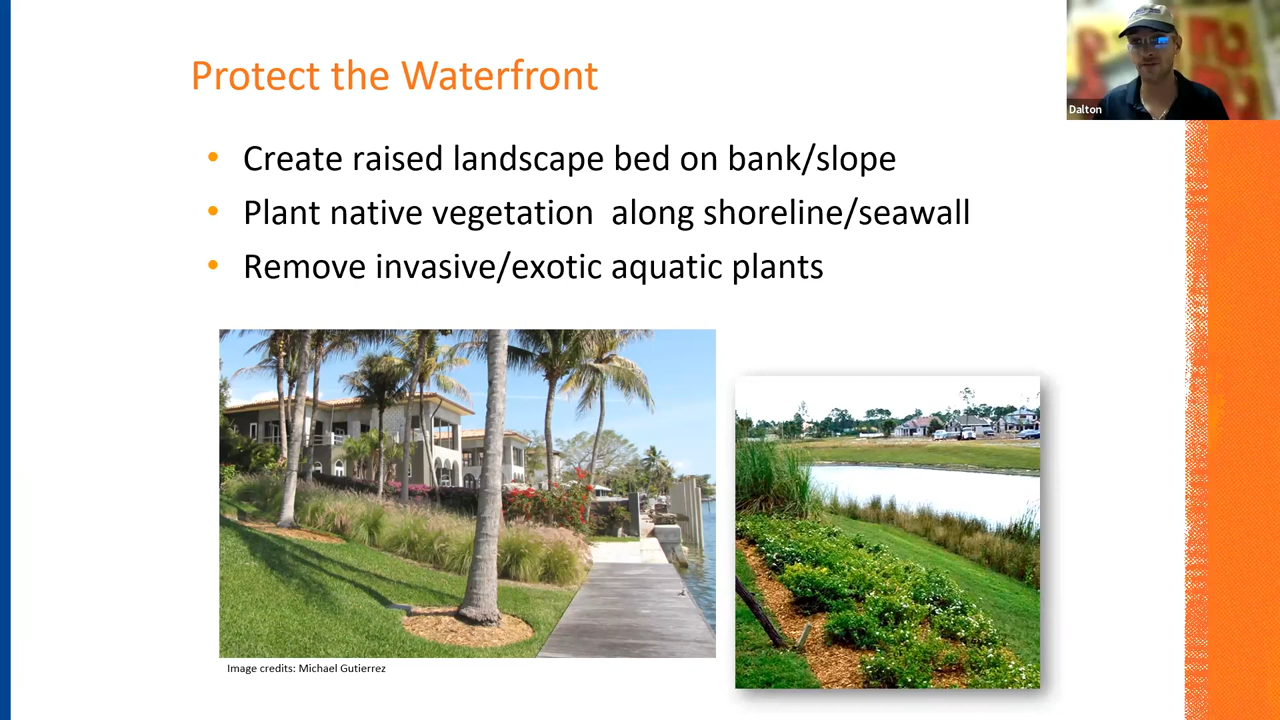 Protect the Waterfront
Dalton
• Create raised landscape bed on bank/slope
• Plant native vegetation along shoreline/seawall
• Remove invasive/exotic aquatic plants
Image credits: Michael Gutierrez